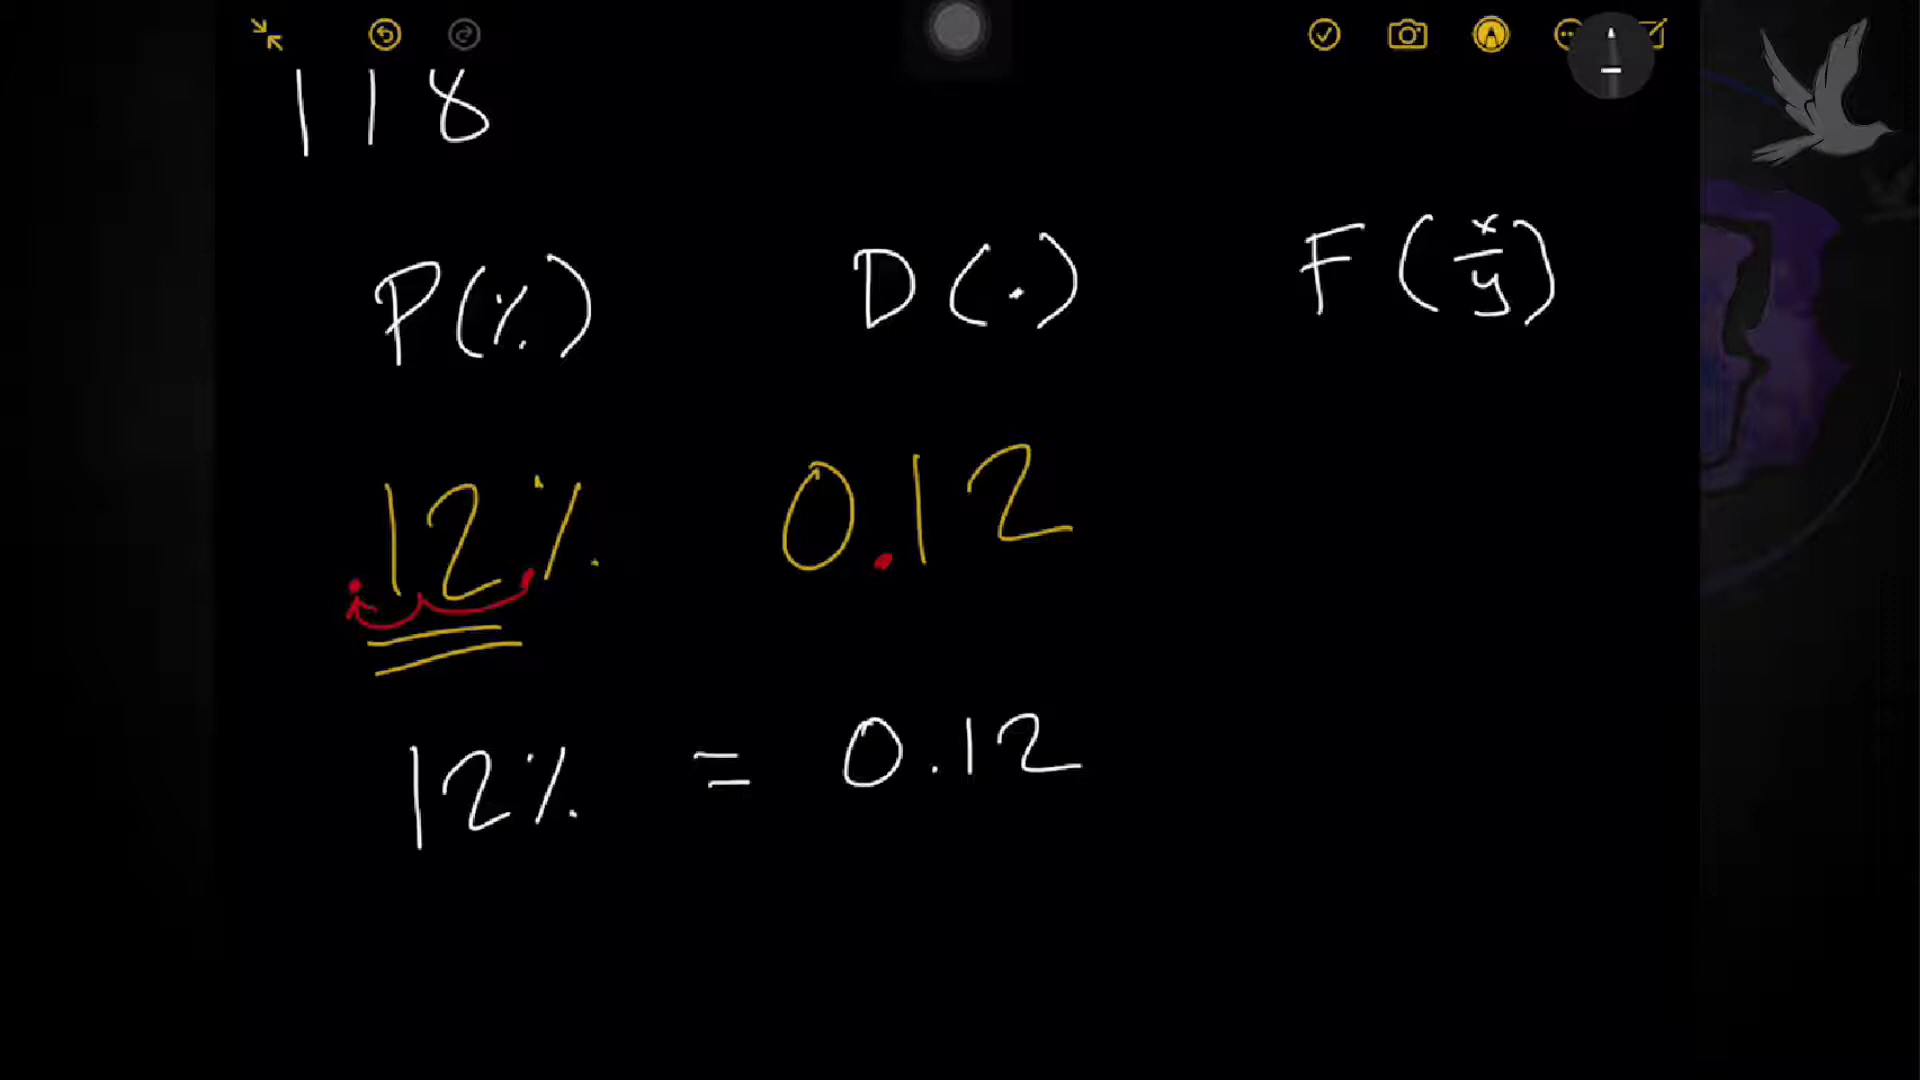 118
P(%) D(.) F(x/y)
12% 0.12
12% = 0.12